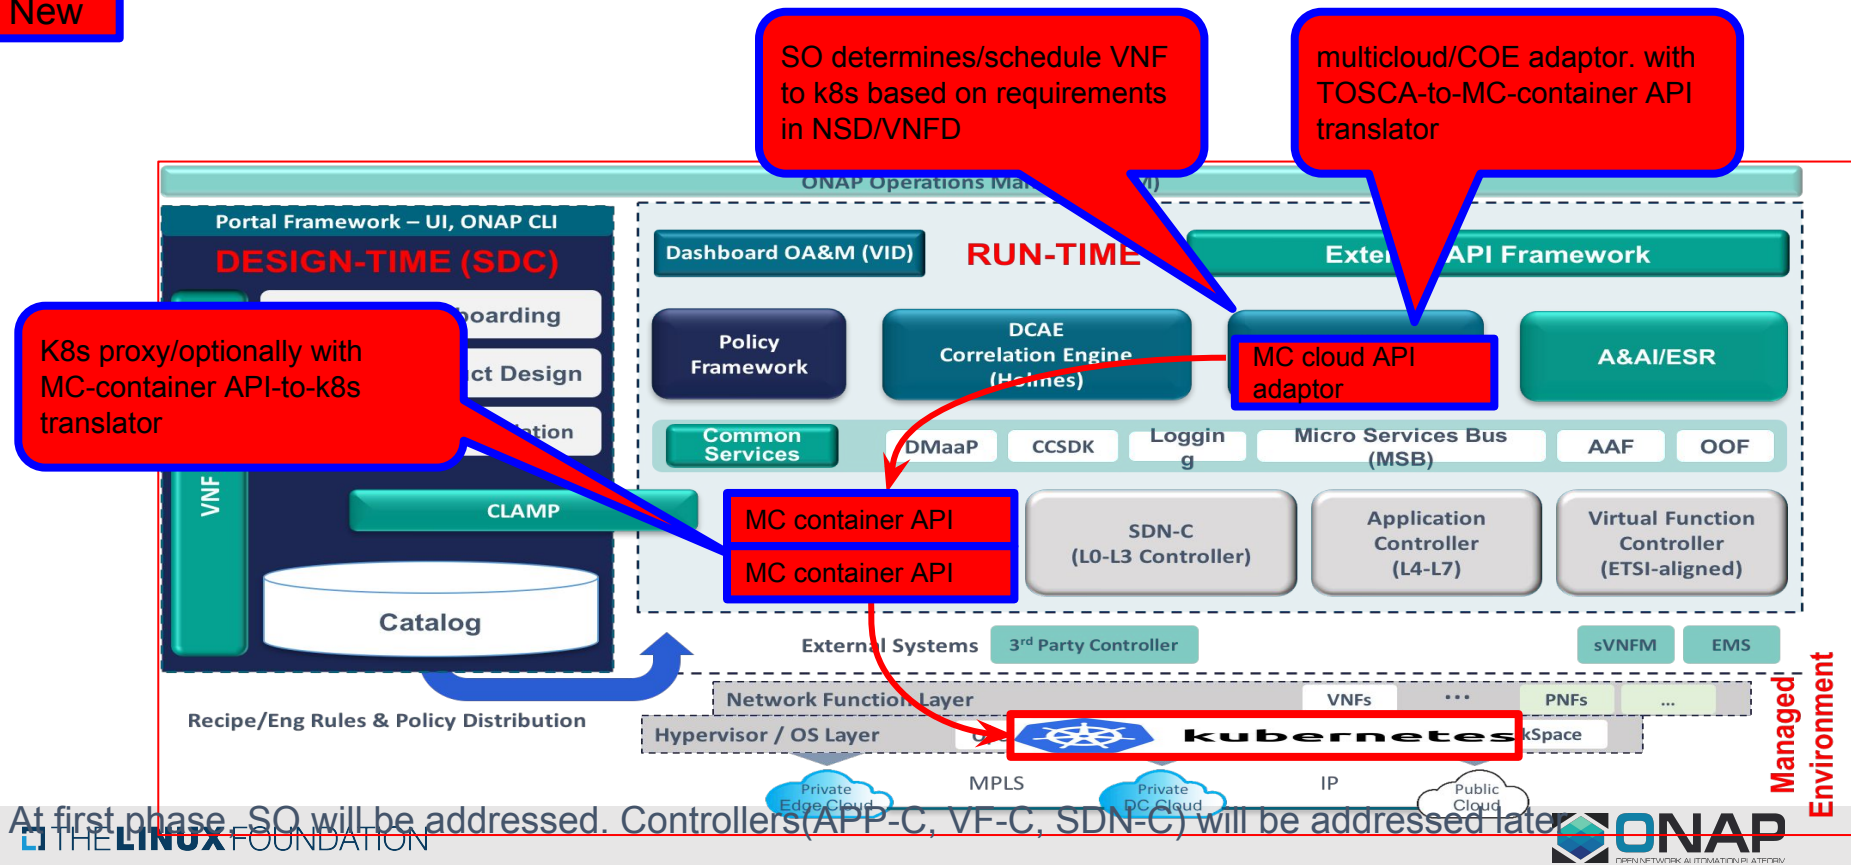 New
SO determines/schedule VNF
to k8s based on requirements
in NSD/VNFD
multicloud/COE adaptor. with
TOSCA-to-MC-container API
translator
ONAP Operations
Portal Framework – UI, ONAP CLI
DESIGN-TIME (SDC)
Dashboard OA&M (VID)
RUN-TIME
API Framework
K8s proxy/optionally with
MC-container API-to-k8s
translator
Design
VNF
CLAMP
Catalog
Policy
Framework
DCAE
Correlation Engine
(Holmes)
MC cloud API
adaptor
A&AI/ESR
Common
Services
DMaaP
CCSDK
Loggin
g
Micro Services Bus
(MSB)
AAF
OOF
MC container API
MC container API
SDN-C
(L0-L3 Controller)
Application
Controller
(L4-L7)
Virtual Function
Controller
(ETSI-aligned)
External Systems
3rd Party Controller
sVNFM
EMS
Recipe/Eng Rules & Policy Distribution
Network Function Layer
VNFs
...
PNFs
...
Hypervisor / OS Layer
kubernetes
Managed
Environment
Private
Edge Cloud
MPLS
Private
DC Cloud
IP
Public
Cloud
At first phase, SO will be addressed. Controllers(APP-C, VF-C, SDN-C) will be addressed later
THE LINUX FOUNDATION
ONAP
OPEN NETWORK AUTOMATION PLATFORM